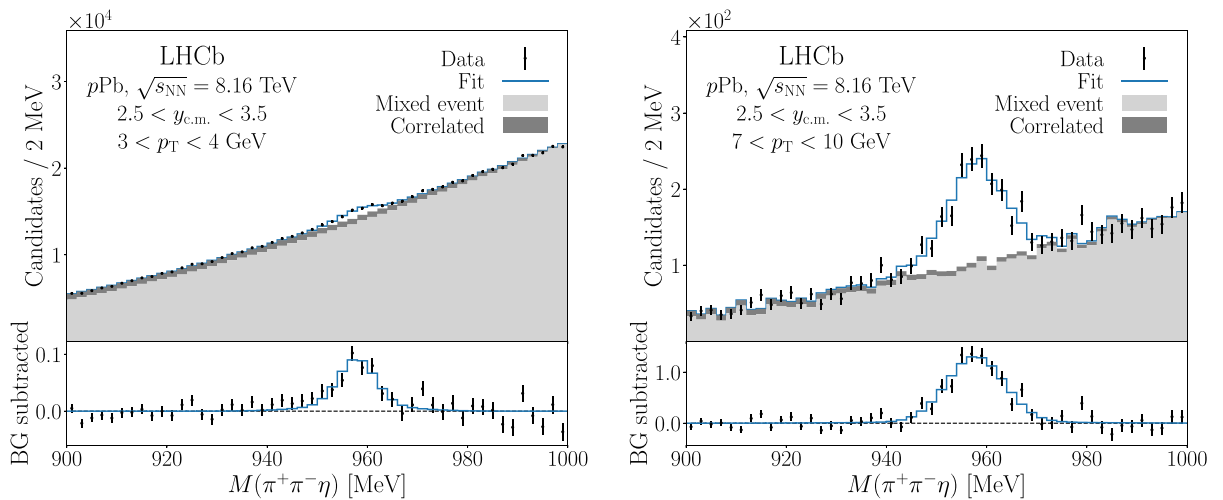 ×10⁴
LHCb
pPb, √sNN = 8.16 TeV
2.5 < yc.m. < 3.5
3 < pT < 4 GeV
Data
Fit
Mixed event
Correlated
Candidates / 2 MeV
3
2
1
BG subtracted
0.1
0.0
900 920 940 960 980 1000
M(π⁺π⁻η) [MeV]
×10²
LHCb
pPb, √sNN = 8.16 TeV
2.5 < yc.m. < 3.5
7 < pT < 10 GeV
Data
Fit
Mixed event
Correlated
Candidates / 2 MeV
4
3
2
1
BG subtracted
1.0
0.0
900 920 940 960 980 1000
M(π⁺π⁻η) [MeV]